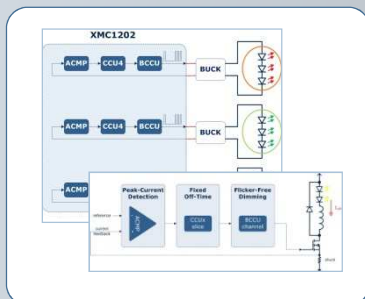 XMC1202
ACMP CCU4 BCCU BUCK
ACMP CCU4 BCCU BUCK
ACMP
Peak-Current Detection
Fixed Off-Time
Flicker-Free Dimming
reference
current feedback
ACMP
CCU4 slice
BCCU channel